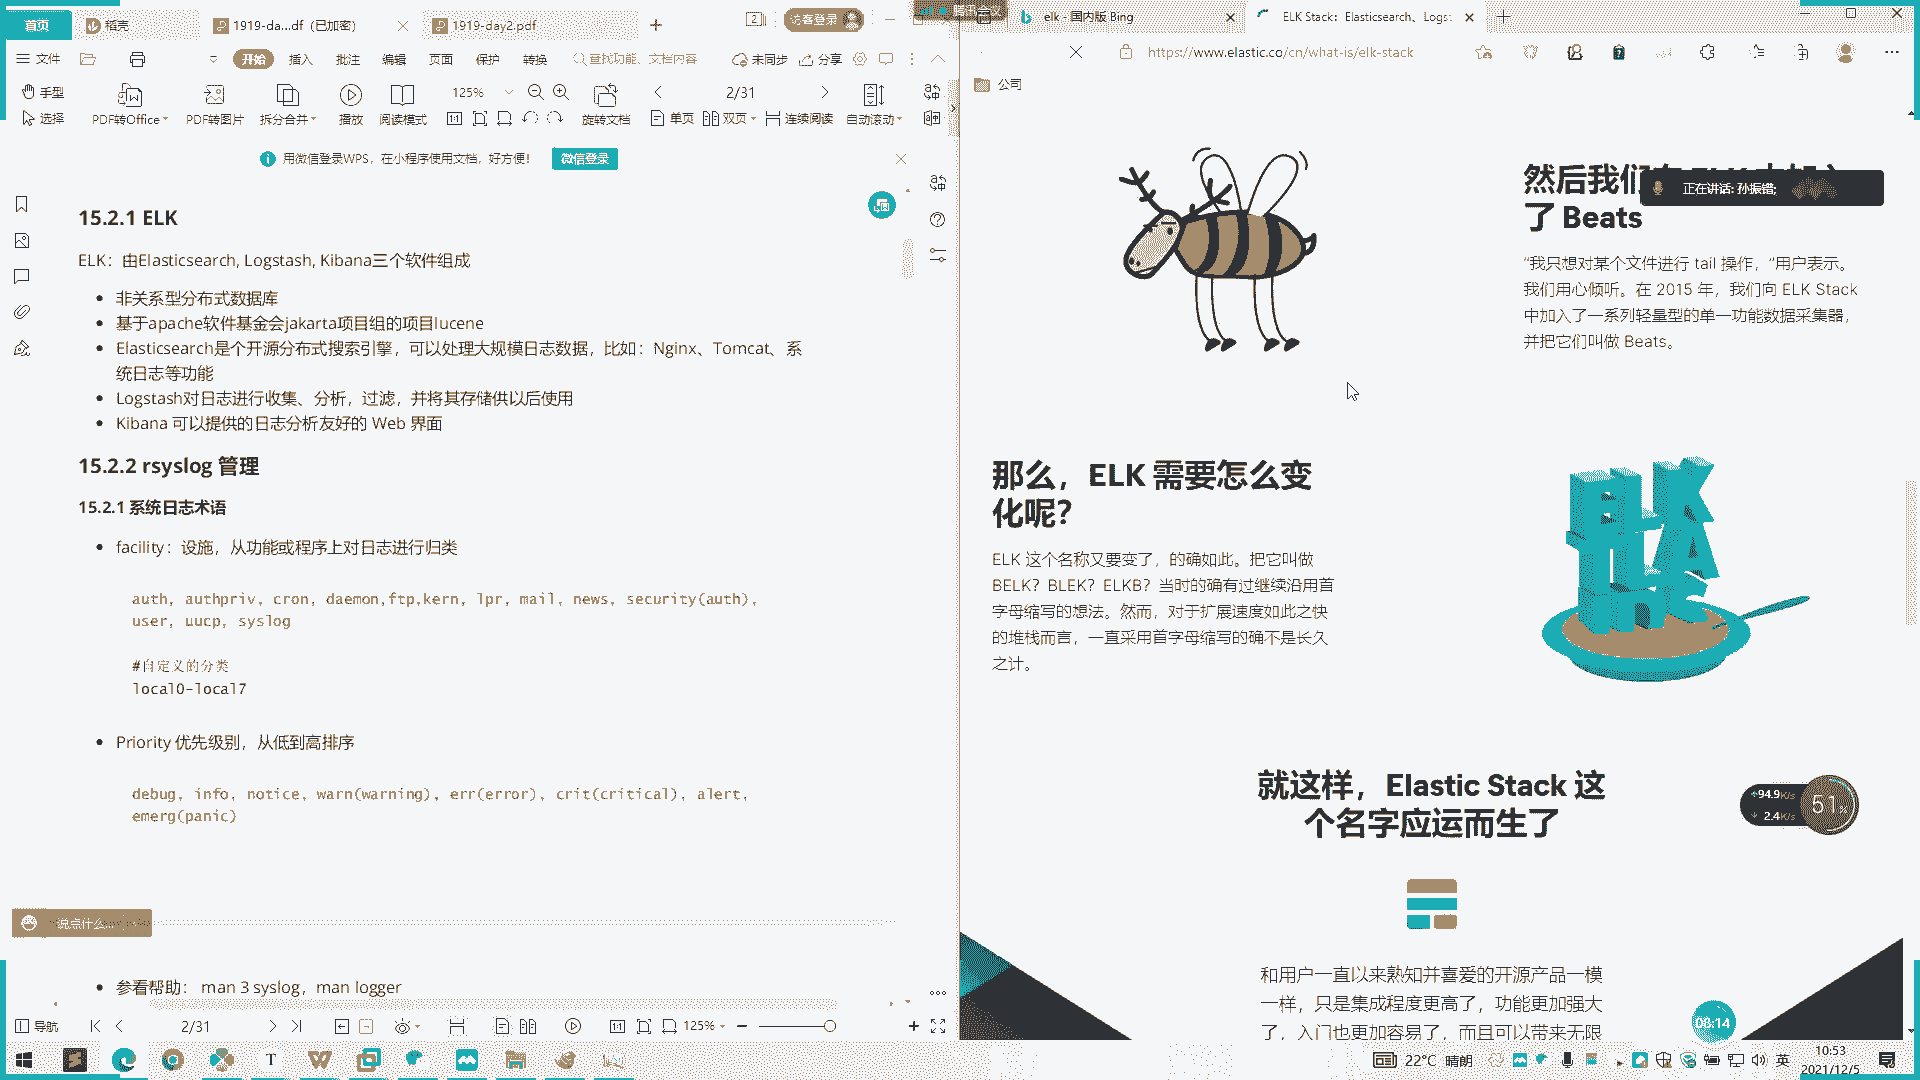 首页
稻壳
1919-da...df（已加密）
1919-day2.pdf
访客登录
文件
开始
插入
批注
编辑
页面
保护
转换
查找功能、文档内容
未同步
分享
手型
选择
PDF转Office
PDF转图片
拆分合并
播放
阅读模式
125%
旋转文档
2/31
单页
双页
连续阅读
自动滚动
用微信登录WPS，在小程序使用文档，好方便！
微信登录
15.2.1 ELK
ELK：由Elasticsearch, Logstash, Kibana三个软件组成
非关系型分布式数据库
基于apache软件基金会jakarta项目组的项目lucene
Elasticsearch是个开源分布式搜索引擎，可以处理大规模日志数据，比如：Nginx、Tomcat、系
统日志等功能
Logstash对日志进行收集、分析，过滤，并将其存储供以后使用
Kibana 可以提供的日志分析友好的 Web 界面
15.2.2 rsyslog 管理
15.2.1 系统日志术语
facility：设施，从功能或程序上对日志进行归类
auth, authpriv, cron, daemon,ftp,kern, lpr, mail, news, security(auth),
user, uucp, syslog
#自定义的分类
local0-local7
Priority 优先级别，从低到高排序
debug, info, notice, warn(warning), err(error), crit(critical), alert,
emerg(panic)
说点什么...
参看帮助： man 3 syslog，man logger
导航
2/31
125%
elk - 国内版 Bing
ELK Stack：Elasticsearch、Logs
https://www.elastic.co/cn/what-is/elk-stack
公司
然后我们
了 Beats
正在讲话: 孙振锴;
“我只想对某个文件进行 tail 操作，”用户表示。
我们用心倾听。在 2015 年，我们向 ELK Stack
中加入了一系列轻量型的单一功能数据采集器，
并把它们叫做 Beats。
那么，ELK 需要怎么变
化呢？
ELK 这个名称又要变了，的确如此。把它叫做
BELK？BLEK？ELKB？当时的确有过继续沿用首
字母缩写的想法。然而，对于扩展速度如此之快
的堆栈而言，一直采用首字母缩写的确不是长久
之计。
就这样，Elastic Stack 这
个名字应运而生了
94.9K/s
2.4K/s
51%
和用户一直以来熟知并喜爱的开源产品一模
一样，只是集成程度更高了，功能更加强大
了，入门也更加容易了，而且可以带来无限
08:14
22°C 晴朗
英
10:53
2021/12/5